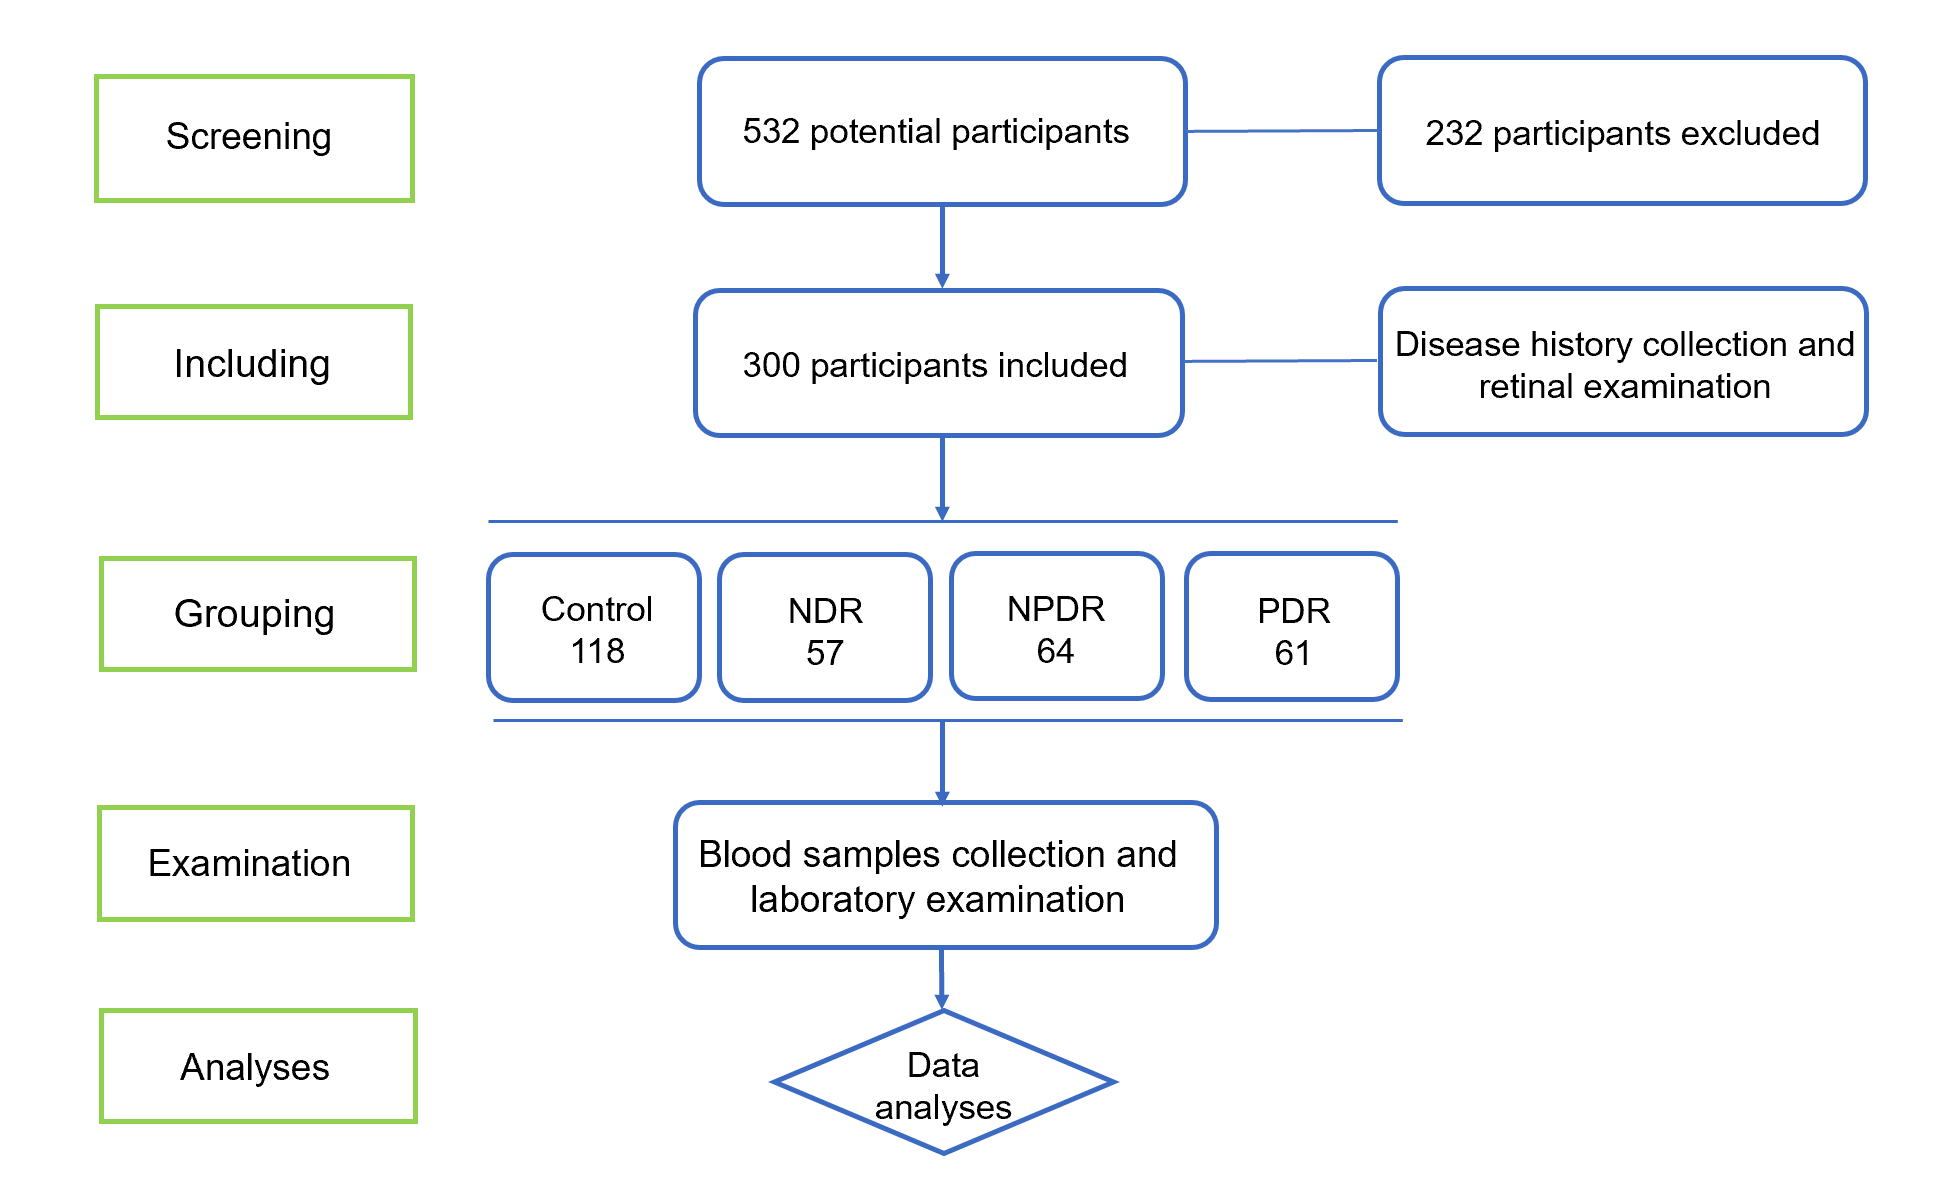 Screening
532 potential participants
232 participants excluded
Including
300 participants included
Disease history collection and
retinal examination
Grouping
Control
118
NDR
57
NPDR
64
PDR
61
Examination
Blood samples collection and
laboratory examination
Analyses
Data
analyses